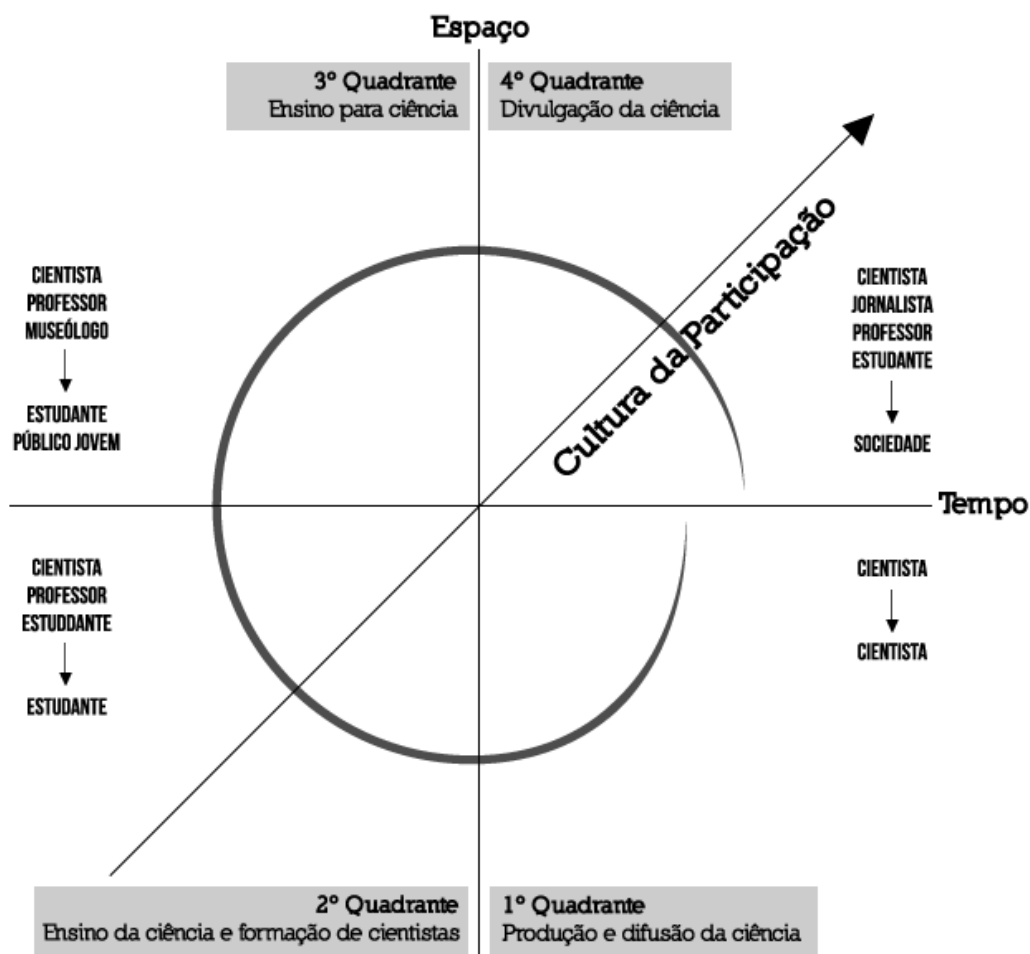 Espaço
3º Quadrante
Ensino para ciência
4º Quadrante
Divulgação da ciência
Cultura da Participação
CIENTISTA
PROFESSOR
MUSEÓLOGO
ESTUDANTE
PÚBLICO JOVEM
CIENTISTA
JORNALISTA
PROFESSOR
ESTUDANTE
SOCIEDADE
Tempo
CIENTISTA
PROFESSOR
ESTUDDANTE
ESTUDANTE
CIENTISTA
CIENTISTA
2º Quadrante
Ensino da ciência e formação de cientistas
1º Quadrante
Produção e difusão da ciência